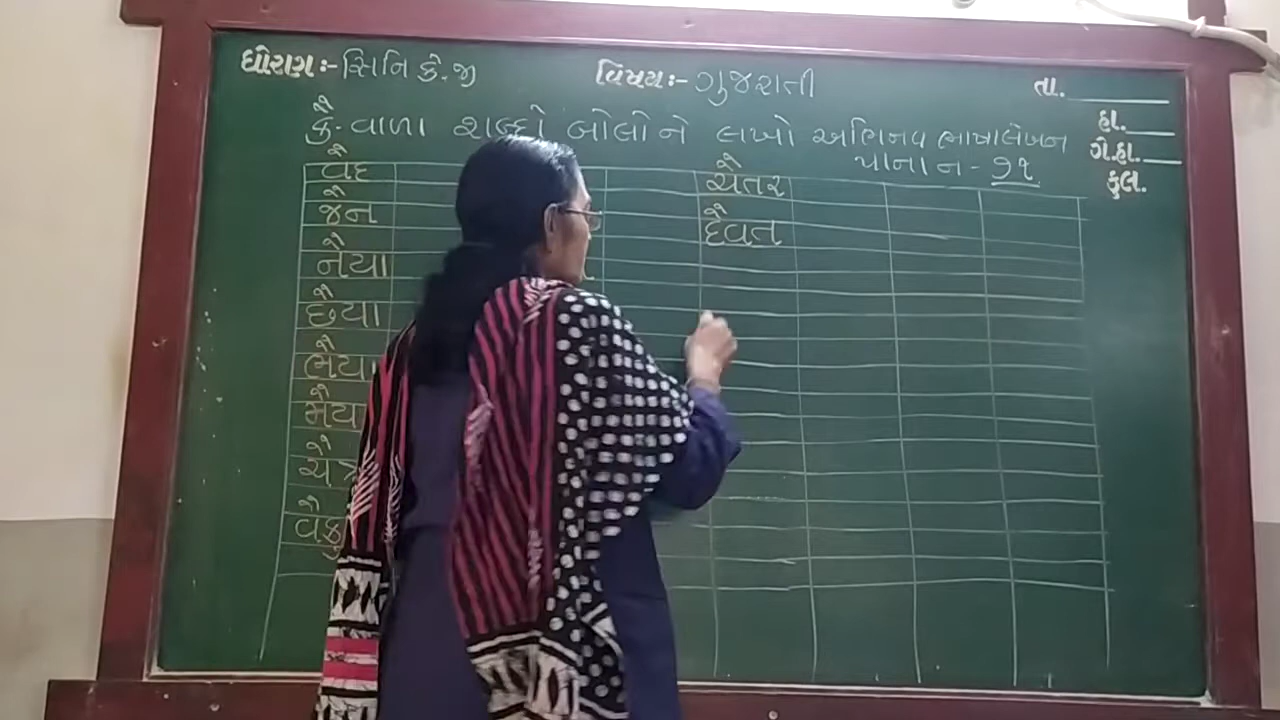 ધોરણ :- સિનિ કે.જી વિષય :- ગુજરાતી તા.
કૈ - વાળા શબ્દો બોલીને લખો અભિનવ ભાષાલેખન હા.
પાના નં - ૭૧ ગે.હા.
કુલ.
વૈદ ચૈતર
જૈન દૈવત
નૈયા
છૈયા
ભૈયા
મૈયા
ચૈત્ર